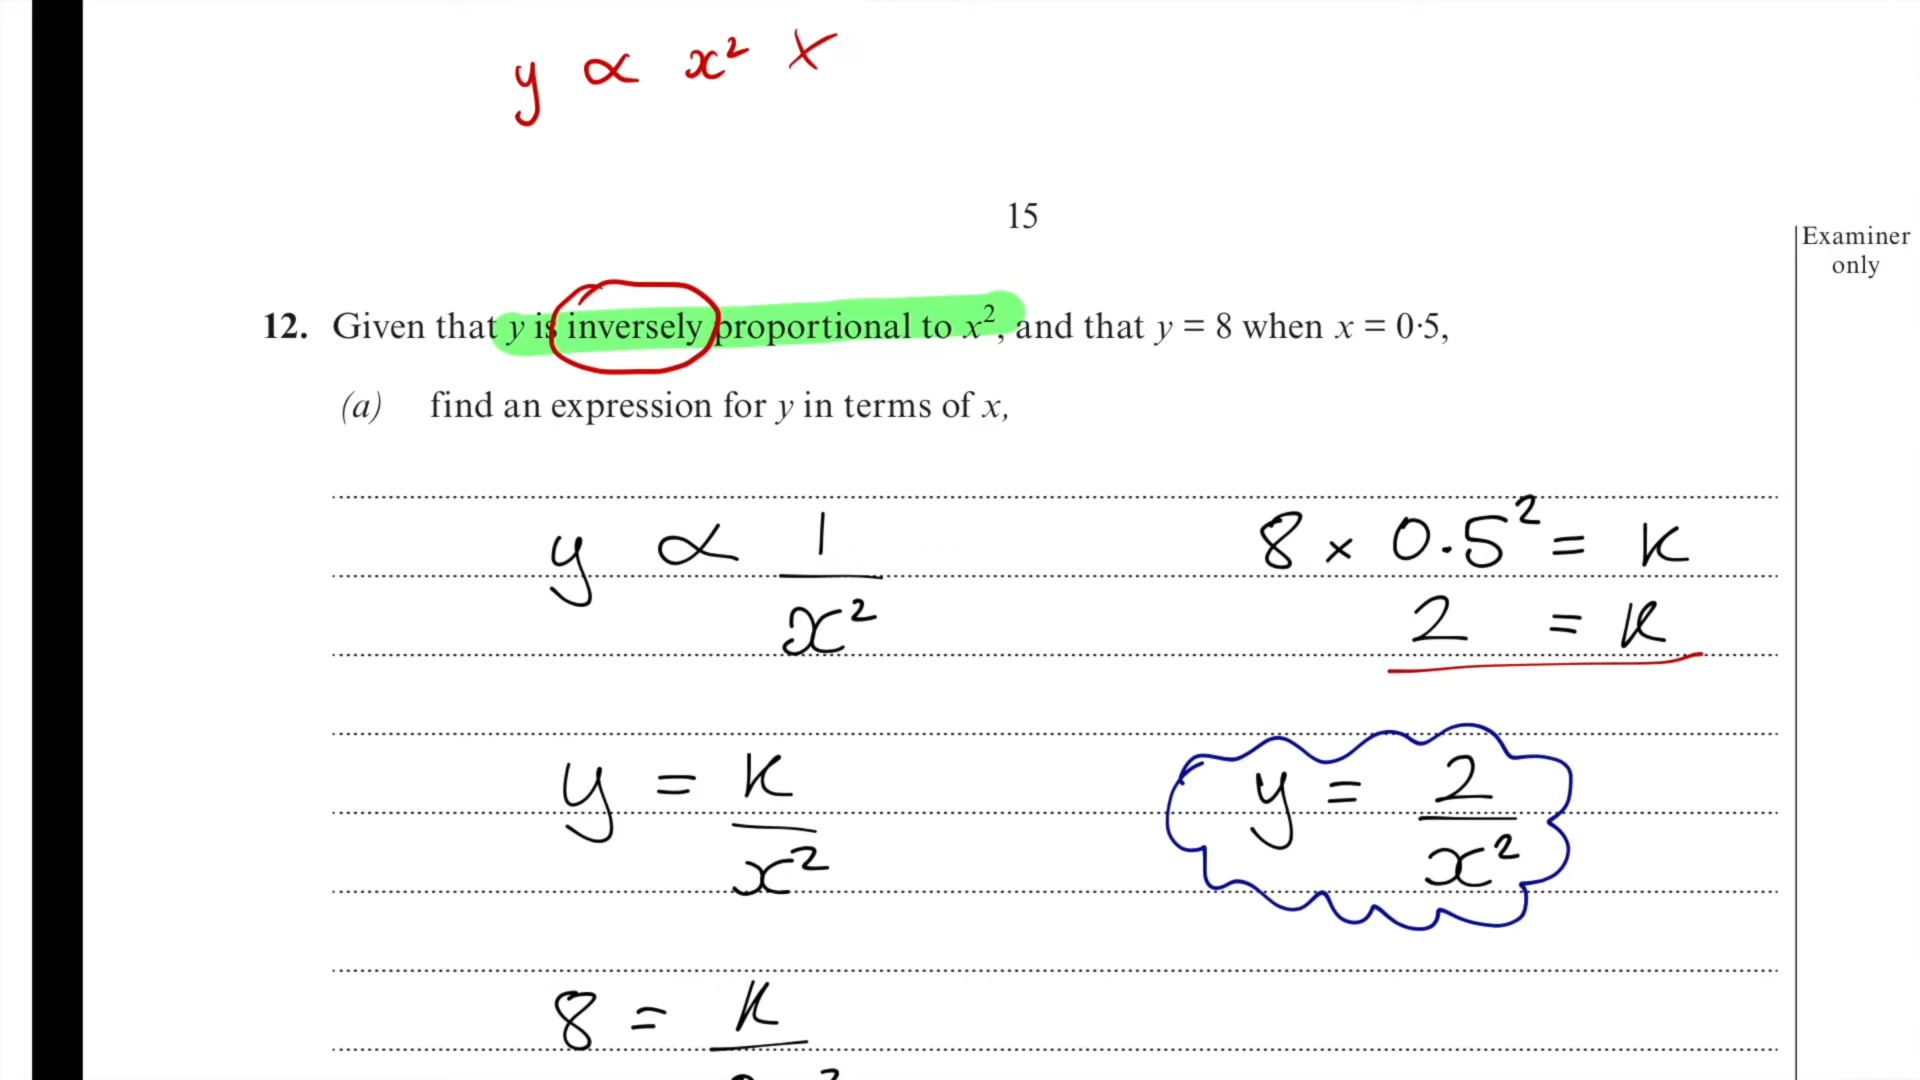 y ∝ x² ×
15
Examiner only
12. Given that y is inversely proportional to x², and that y = 8 when x = 0·5,
(a) find an expression for y in terms of x,
y ∝ 1/x²
y = k/x²
8 = k
8 × 0.5² = k
2 = k
y = 2/x²